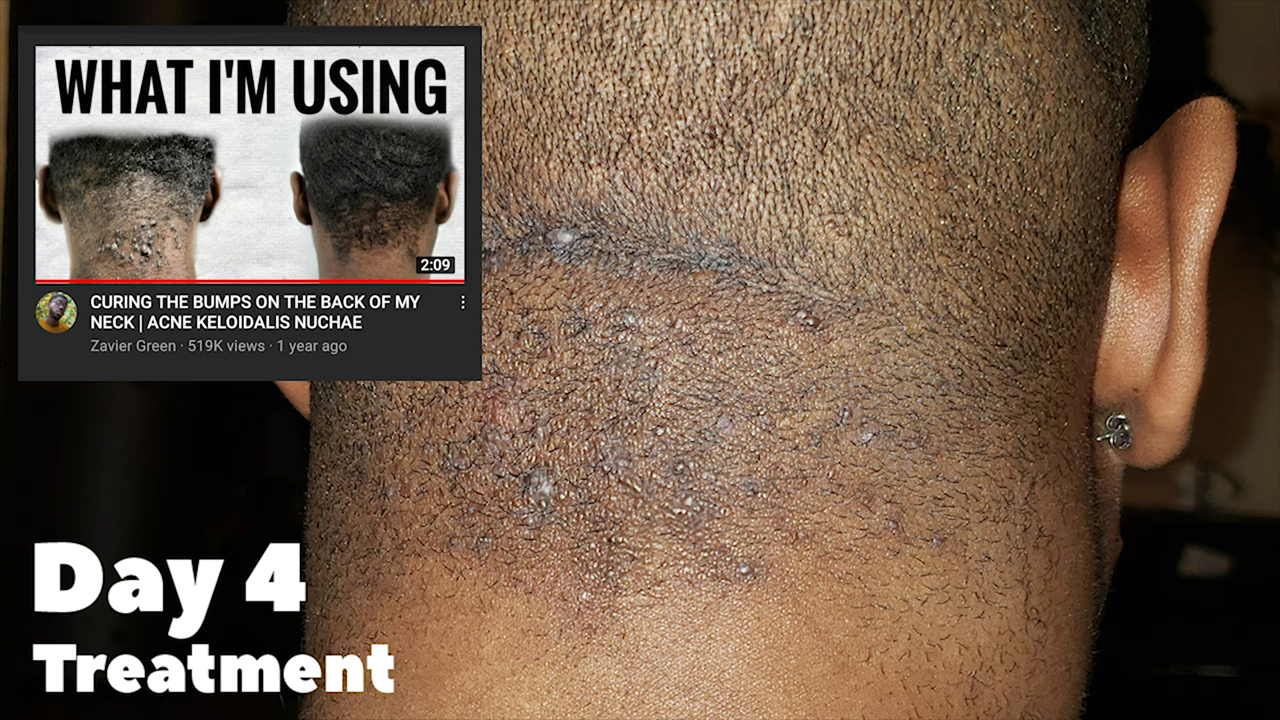 WHAT I'M USING
2:09
CURING THE BUMPS ON THE BACK OF MY
NECK | ACNE KELOIDALIS NUCHAE
Zavier Green · 519K views · 1 year ago
Day 4
Treatment